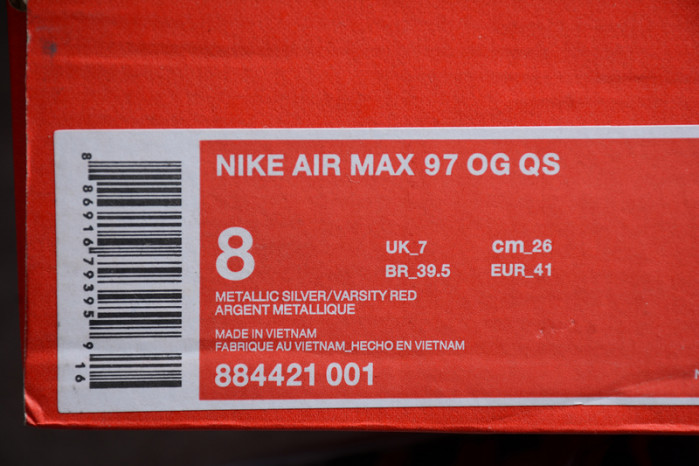 NIKE AIR MAX 97 OG QS
8
UK_7 cm_26
BR_39.5 EUR_41
METALLIC SILVER/VARSITY RED
ARGENT METALLIQUE
MADE IN VIETNAM
FABRIQUE AU VIETNAM_HECHO EN VIETNAM
884421 001
8 86916 79395 9 16